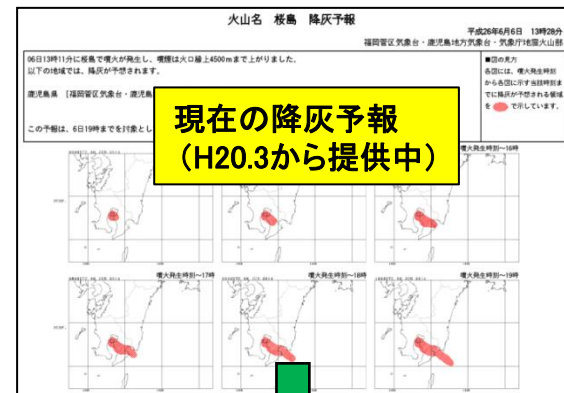 火山名 桜島 降灰予報
平成26年6月6日 13時28分
福岡管区気象台・鹿児島地方気象台・気象庁地震火山部
06日13時11分に桜島で噴火が発生し、噴煙は火口縁上4500mまで上がりました。
以下の地域では、降灰が予想されます。
鹿児島県 [福岡管区気象台・鹿児島
この予報は、6日19時までを対象とし
■図の見方
各図には、噴火発生時刻
から各図に示す当該時刻ま
でに降灰が予想される領域
を で示しています。
現在の降灰予報
(H20.3から提供中)
噴火発生時刻～16時
噴火発生時刻～17時
噴火発生時刻～18時
噴火発生時刻～19時